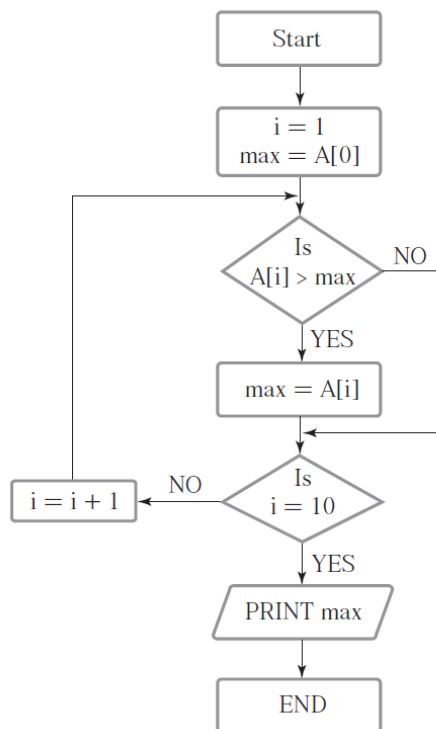 Start
i = 1
max = A[0]
Is
A[i] > max
NO
YES
max = A[i]
Is
i = 10
NO
i = i + 1
YES
PRINT max
END